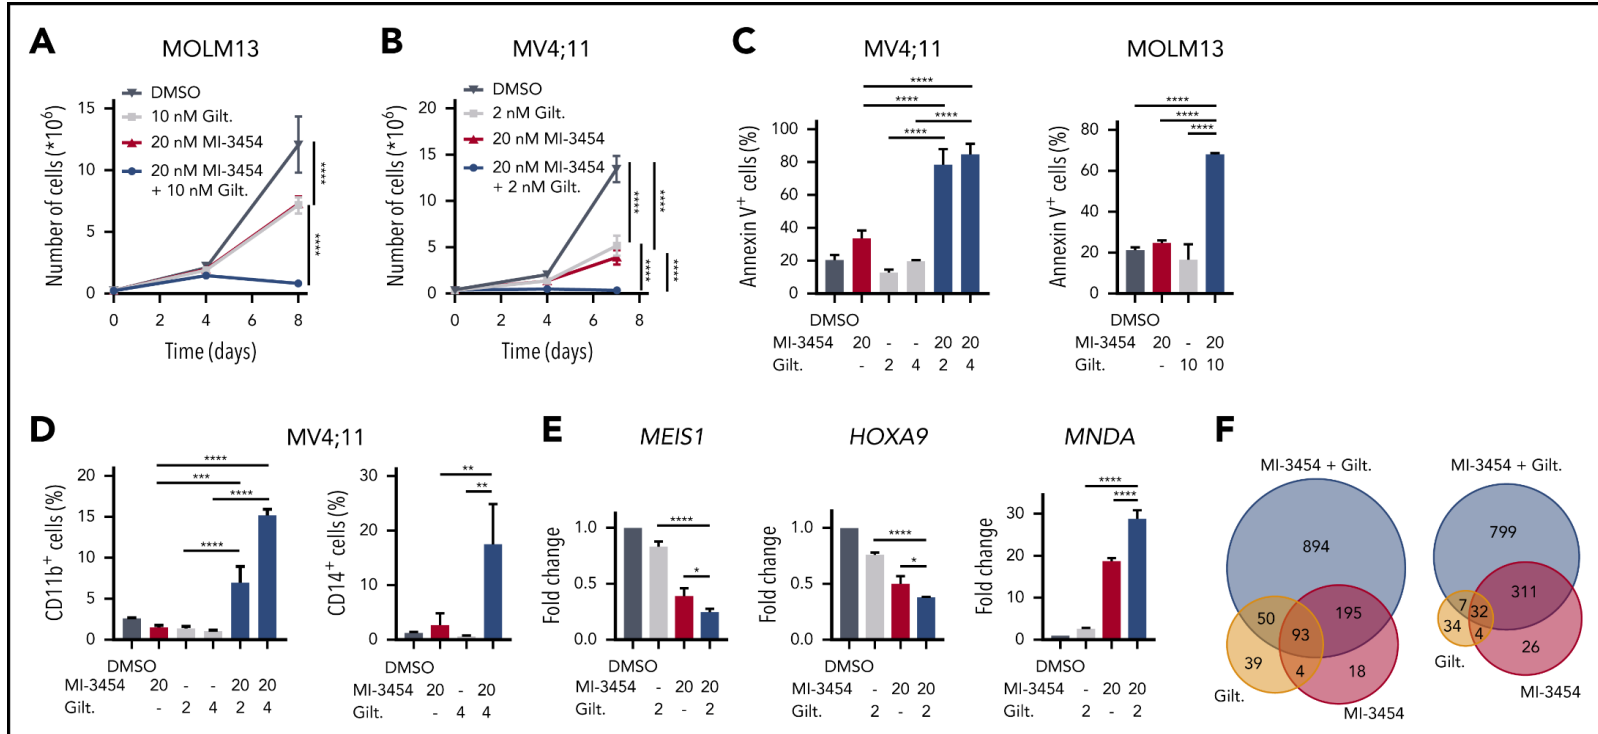 A
MOLM13
DMSO
10 nM Gilt.
20 nM MI-3454
20 nM MI-3454
+ 10 nM Gilt.
Number of cells (*10⁶)
15
10
5
0
0 2 4 6 8
Time (days)
****
****
B
MV4;11
DMSO
2 nM Gilt.
20 nM MI-3454
20 nM MI-3454
+ 2 nM Gilt.
Number of cells (*10⁶)
20
15
10
5
0
0 2 4 6 8
Time (days)
****
****
****
****
C
MV4;11
Annexin V⁺ cells (%)
100
80
60
40
20
0
****
****
****
****
DMSO
MI-3454 20 - - 20 20
Gilt. - 2 4 2 4
MOLM13
Annexin V⁺ cells (%)
80
60
40
20
0
****
****
****
DMSO
MI-3454 20 - 20
Gilt. - 10 10
D
MV4;11
CD11b⁺ cells (%)
20
15
10
5
0
****
***
****
****
DMSO
MI-3454 20 - - 20 20
Gilt. - 2 4 2 4
CD14⁺ cells (%)
30
20
10
0
**
**
DMSO
MI-3454 20 - 20
Gilt. - 4 4
E
MEIS1
Fold change
1.0
0.5
0
****
*
DMSO
MI-3454 - 20 20
Gilt. 2 - 2
HOXA9
Fold change
1.0
0.5
0.0
****
*
DMSO
MI-3454 - 20 20
Gilt. 2 - 2
MNDA
Fold change
30
20
10
0
****
****
DMSO
MI-3454 - 20 20
Gilt. 2 - 2
F
MI-3454 + Gilt.
894
50
195
93
39
4
18
Gilt.
MI-3454
MI-3454 + Gilt.
799
311
7
32
34
4
26
Gilt.
MI-3454